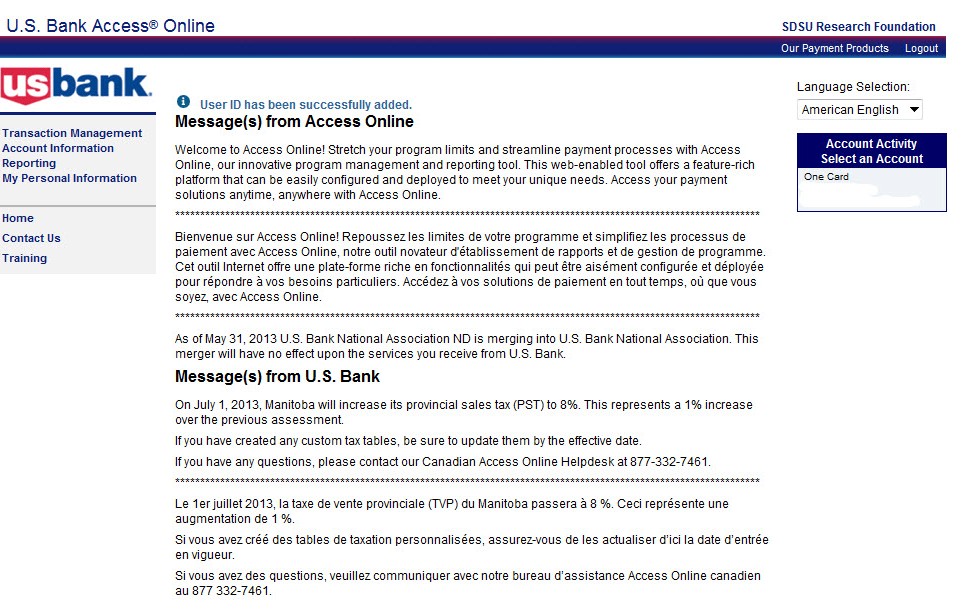 U.S. Bank Access® Online
SDSU Research Foundation
Our Payment Products Logout
usbank.
Transaction Management
Account Information
Reporting
My Personal Information
Home
Contact Us
Training
User ID has been successfully added.
Message(s) from Access Online
Welcome to Access Online! Stretch your program limits and streamline payment processes with Access
Online, our innovative program management and reporting tool. This web-enabled tool offers a feature-rich
platform that can be easily configured and deployed to meet your unique needs. Access your payment
solutions anytime, anywhere with Access Online.
*********************************************************************************************************************
Bienvenue sur Access Online! Repoussez les limites de votre programme et simplifiez les processus de
paiement avec Access Online, notre outil novateur d'établissement de rapports et de gestion de programme.
Cet outil Internet offre une plate-forme riche en fonctionnalités qui peut être aisément configurée et déployée
pour répondre à vos besoins particuliers. Accédez à vos solutions de paiement en tout temps, où que vous
soyez, avec Access Online.
*********************************************************************************************************************
As of May 31, 2013 U.S. Bank National Association ND is merging into U.S. Bank National Association. This
merger will have no effect upon the services you receive from U.S. Bank.
Message(s) from U.S. Bank
On July 1, 2013, Manitoba will increase its provincial sales tax (PST) to 8%. This represents a 1% increase
over the previous assessment.
If you have created any custom tax tables, be sure to update them by the effective date.
If you have any questions, please contact our Canadian Access Online Helpdesk at 877-332-7461.
*********************************************************************************************************************
Le 1er juillet 2013, la taxe de vente provinciale (TVP) du Manitoba passera à 8 %. Ceci représente une
augmentation de 1 %.
Si vous avez créé des tables de taxation personnalisées, assurez-vous de les actualiser d'ici la date d'entrée
en vigueur.
Si vous avez des questions, veuillez communiquer avec notre bureau d'assistance Access Online canadien
au 877 332-7461.
Language Selection:
American English
Account Activity
Select an Account
One Card